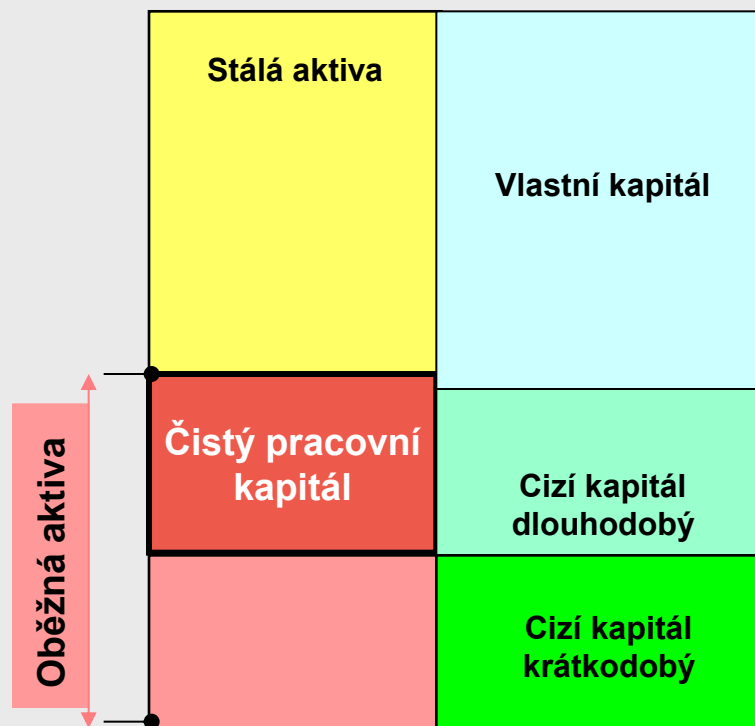 Stálá aktiva
Vlastní kapitál
Čistý pracovní
kapitál
Oběžná aktiva
Cizí kapitál
dlouhodobý
Cizí kapitál
krátkodobý